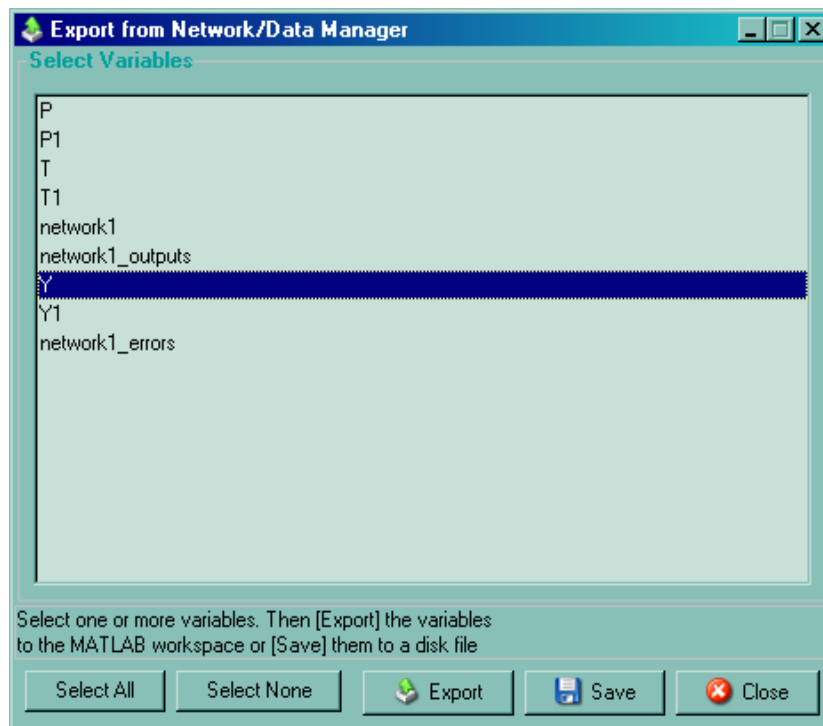 Export from Network/Data Manager
Select Variables
P
P1
T
T1
network1
network1_outputs
Y
Y1
network1_errors
Select one or more variables. Then [Export] the variables
to the MATLAB workspace or [Save] them to a disk file
Select All
Select None
Export
Save
Close